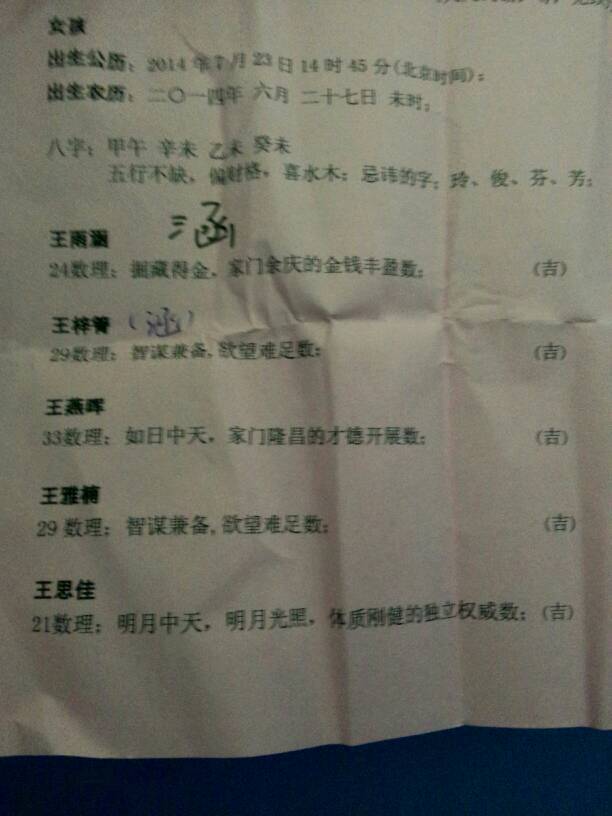 女孩
出生公历：2014年7月23日14时45分(北京时间)；
出生农历：二〇一四年 六月 二十七日 未时；
八字：甲午 辛未 乙未 癸未
五行不缺，偏财格，喜水木；忌讳的字：玲、俊、芬、芳；
涵
王雨涵
24数理：掘藏得金，家门余庆的金钱丰盈数；（吉）
王梓箐（涵）
29数理：智谋兼备,欲望难足数；（吉）
王燕晖
33数理：如日中天，家门隆昌的才德开展数；（吉）
王雅楠
29 数理：智谋兼备,欲望难足数；（吉）
王思佳
21数理：明月中天，明月光照，体质刚健的独立权威数；（吉）